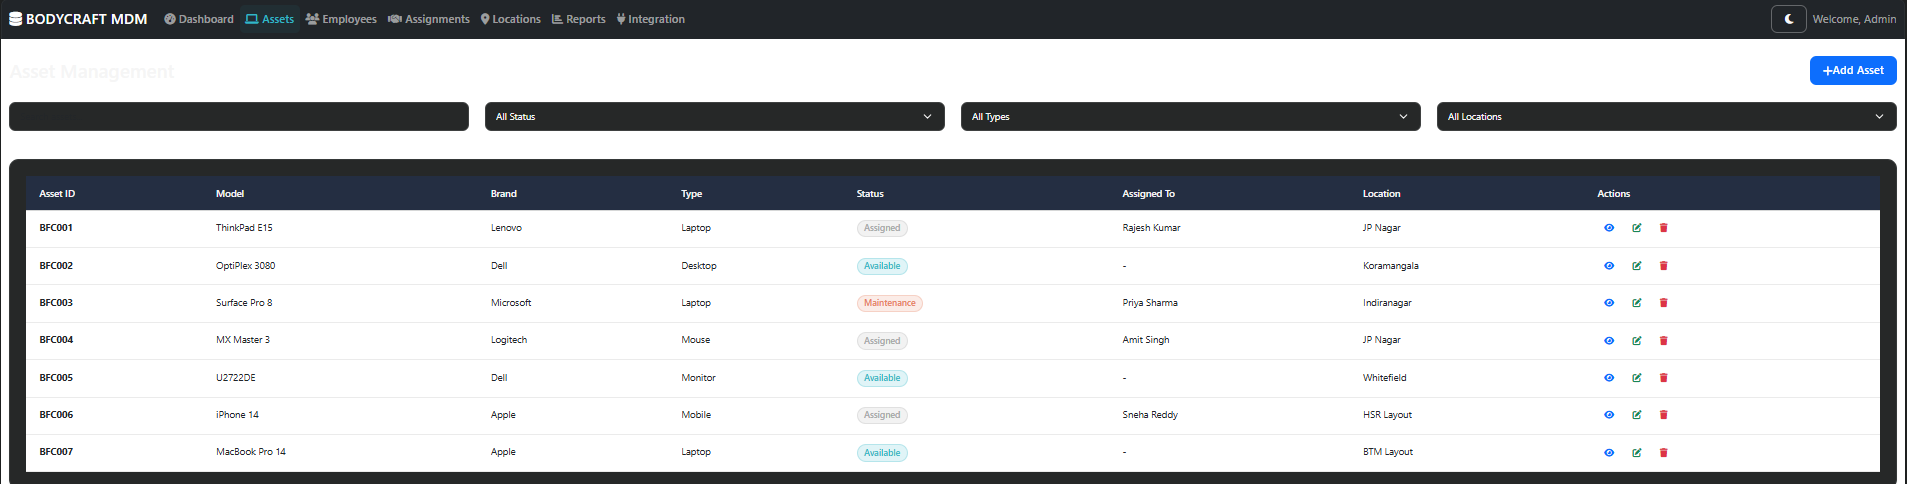 BODYCRAFT MDM Dashboard Assets Employees Assignments Locations Reports Integration Welcome, Admin
Asset Management +Add Asset
All Status All Types All Locations
Asset ID Model Brand Type Status Assigned To Location Actions
BFC001 ThinkPad E15 Lenovo Laptop Assigned Rajesh Kumar JP Nagar
BFC002 OptiPlex 3080 Dell Desktop Available - Koramangala
BFC003 Surface Pro 8 Microsoft Laptop Maintenance Priya Sharma Indiranagar
BFC004 MX Master 3 Logitech Mouse Assigned Amit Singh JP Nagar
BFC005 U2722DE Dell Monitor Available - Whitefield
BFC006 iPhone 14 Apple Mobile Assigned Sneha Reddy HSR Layout
BFC007 MacBook Pro 14 Apple Laptop Available - BTM Layout